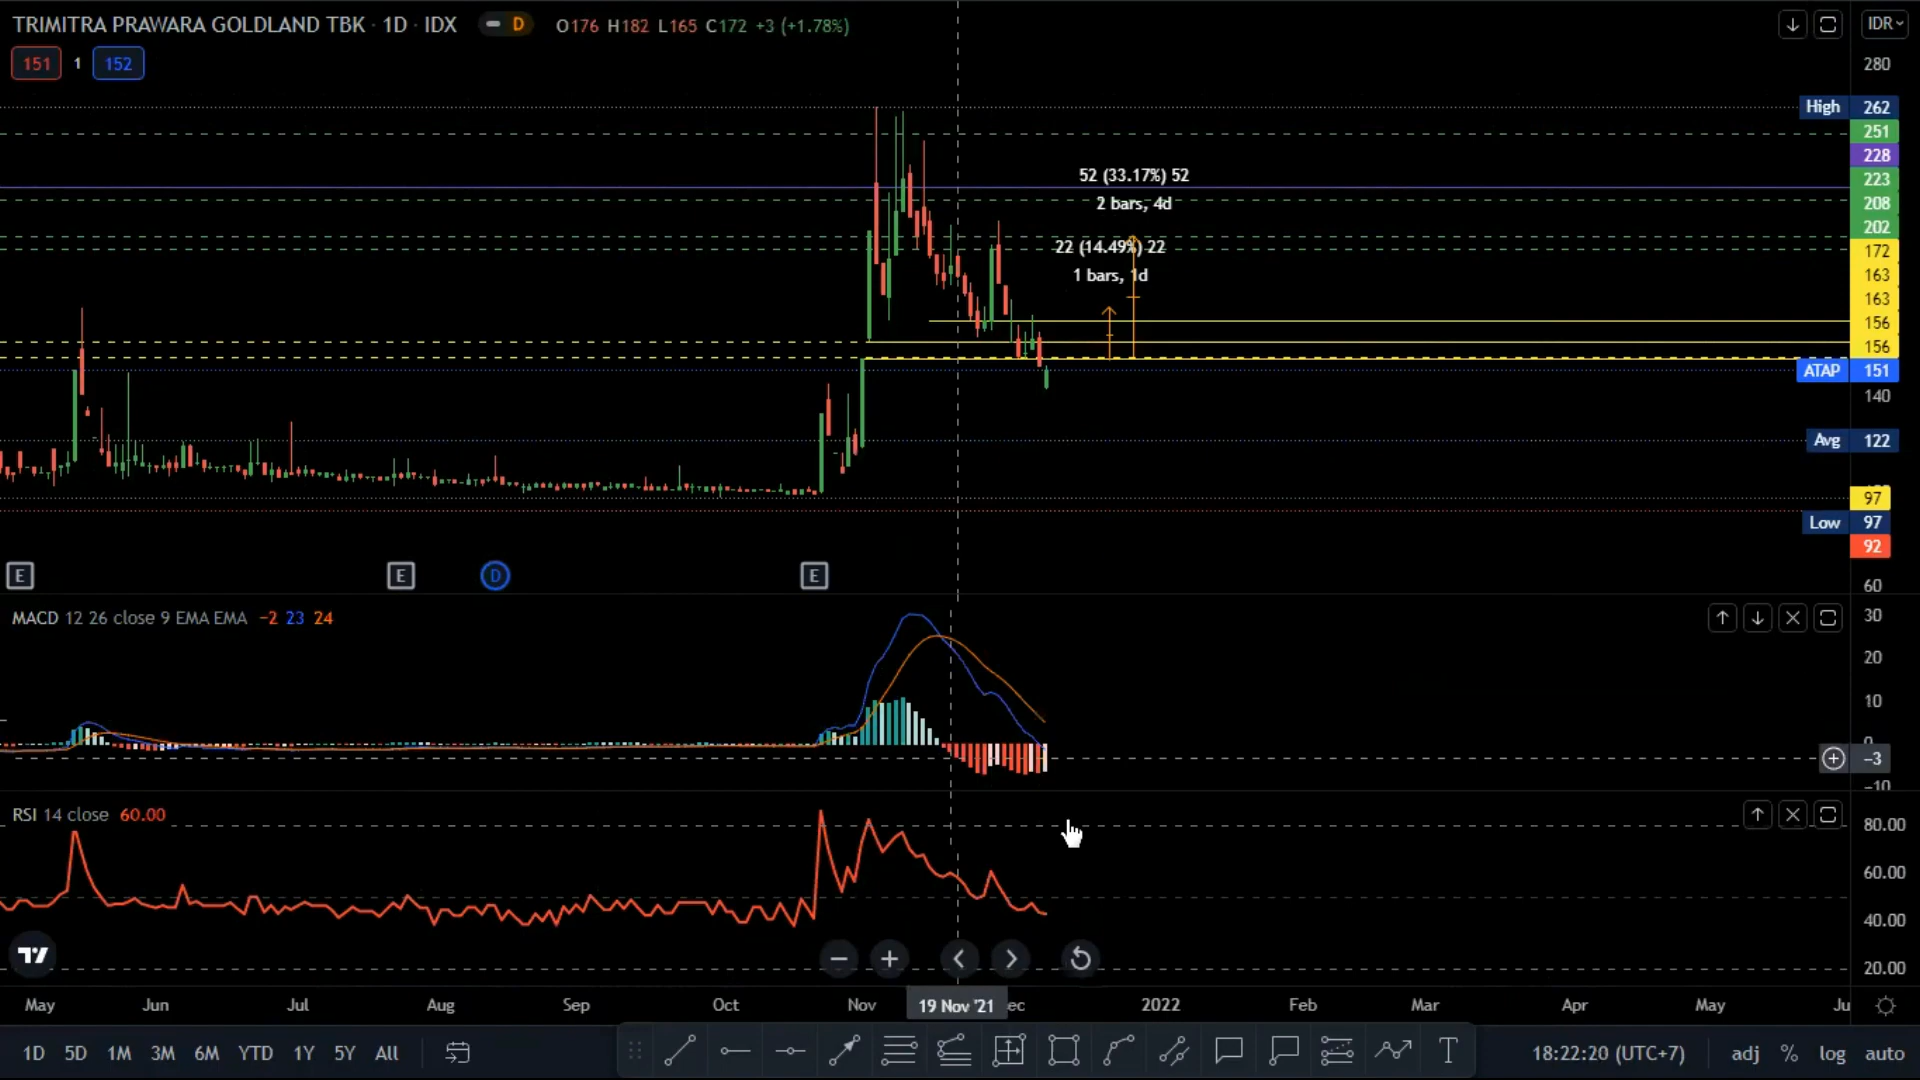 TRIMITRA PRAWARA GOLDLAND TBK · 1D · IDX D O176 H182 L165 C172 +3 (+1.78%)
IDR
151 1 152
280
High 262
251
228
52 (33.17%) 52
223
2 bars, 4d
208
202
22 (14.49%) 22
172
1 bars, 1d
163
163
156
156
ATAP 151
140
Avg 122
97
Low 97
92
E E D E
60
MACD 12 26 close 9 EMA EMA −2 23 24
30
20
10
0
−3
−10
RSI 14 close 60.00
80.00
60.00
40.00
20.00
May Jun Jul Aug Sep Oct Nov 19 Nov '21 ec 2022 Feb Mar Apr May Ju
1D 5D 1M 3M 6M YTD 1Y 5Y All T 18:22:20 (UTC+7) adj % log auto